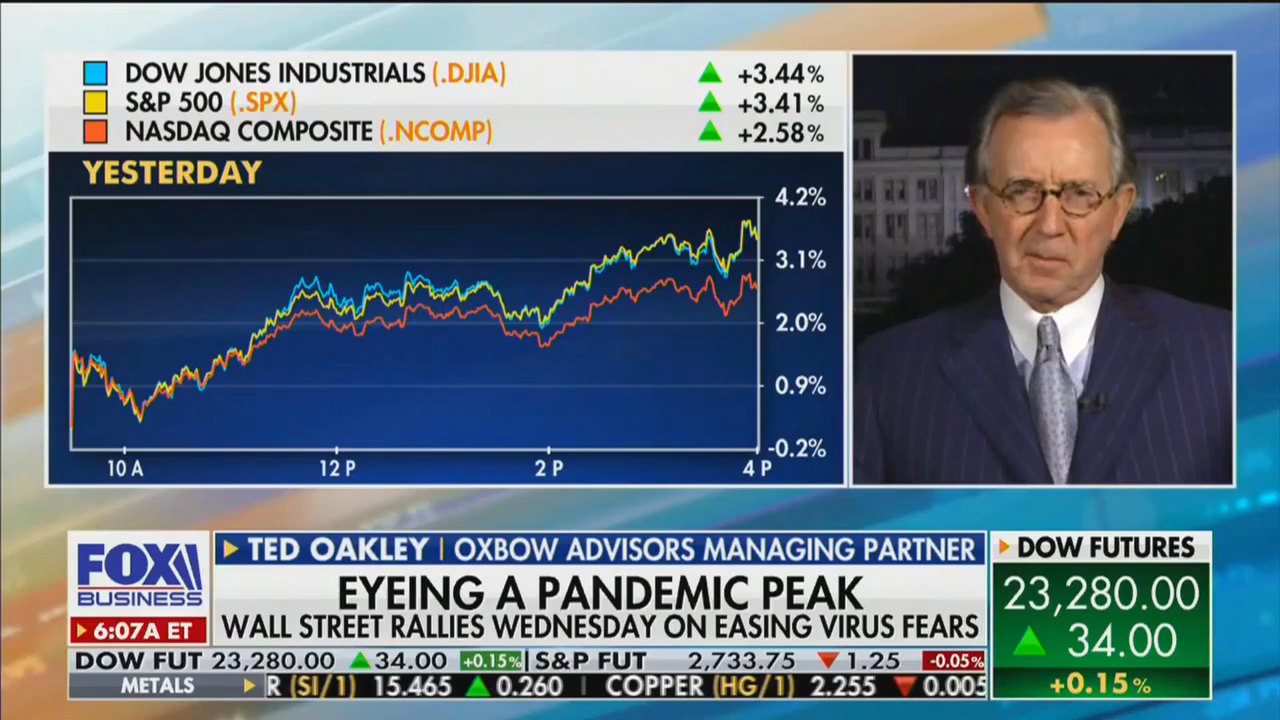 DOW JONES INDUSTRIALS (.DJIA) +3.44%
S&P 500 (.SPX) +3.41%
NASDAQ COMPOSITE (.NCOMP) +2.58%
YESTERDAY
4.2%
3.1%
2.0%
0.9%
-0.2%
10 A 12 P 2 P 4 P
FOX BUSINESS
6:07A ET
TED OAKLEY | OXBOW ADVISORS MANAGING PARTNER
EYEING A PANDEMIC PEAK
WALL STREET RALLIES WEDNESDAY ON EASING VIRUS FEARS
DOW FUTURES
23,280.00
34.00
+0.15%
DOW FUT 23,280.00 34.00 +0.15% S&P FUT 2,733.75 1.25 -0.05%
METALS R (SI/1) 15.465 0.260 | COPPER (HG/1) 2.255 0.005